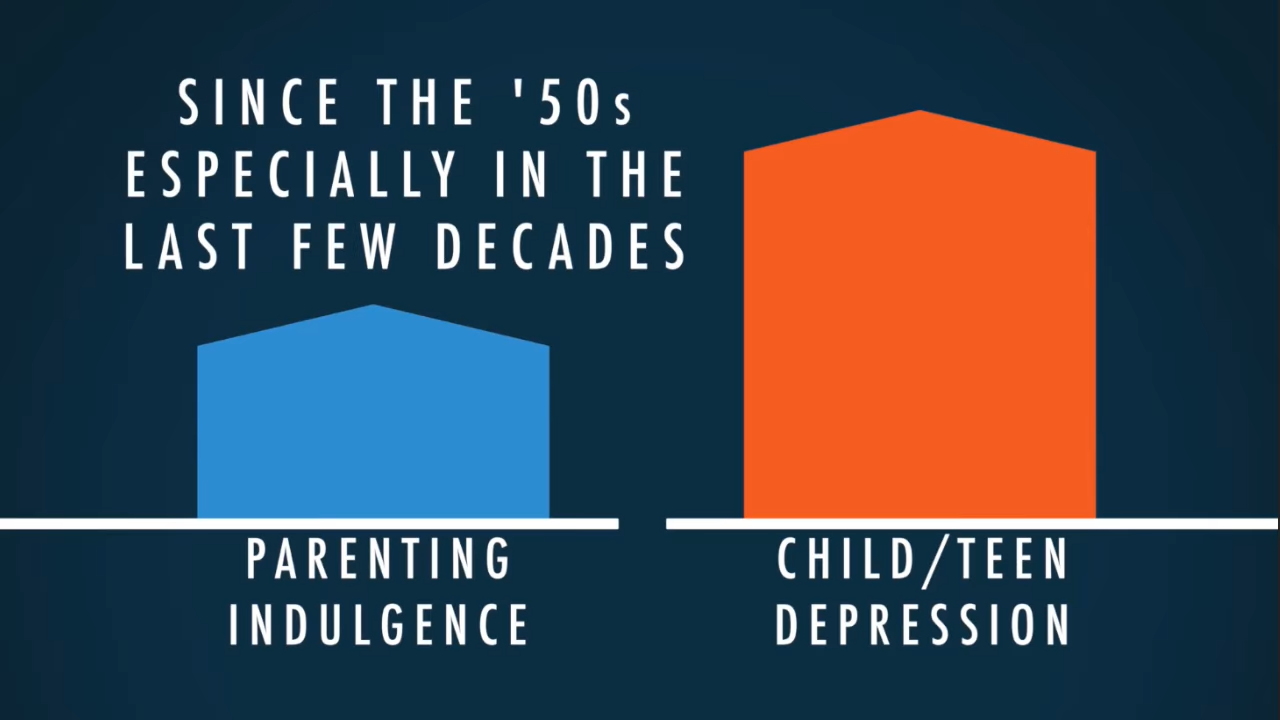 SINCE THE '50s
ESPECIALLY IN THE
LAST FEW DECADES
PARENTING
INDULGENCE
CHILD/TEEN
DEPRESSION